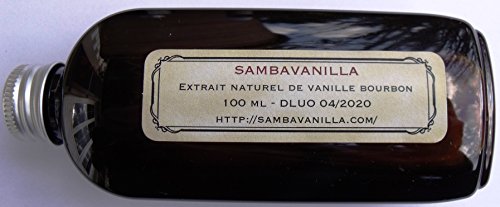 SAMBAVANILLA
EXTRAIT NATUREL DE VANILLE BOURBON
100 ML - DLUO 04/2020
HTTP://SAMBAVANILLA.COM/